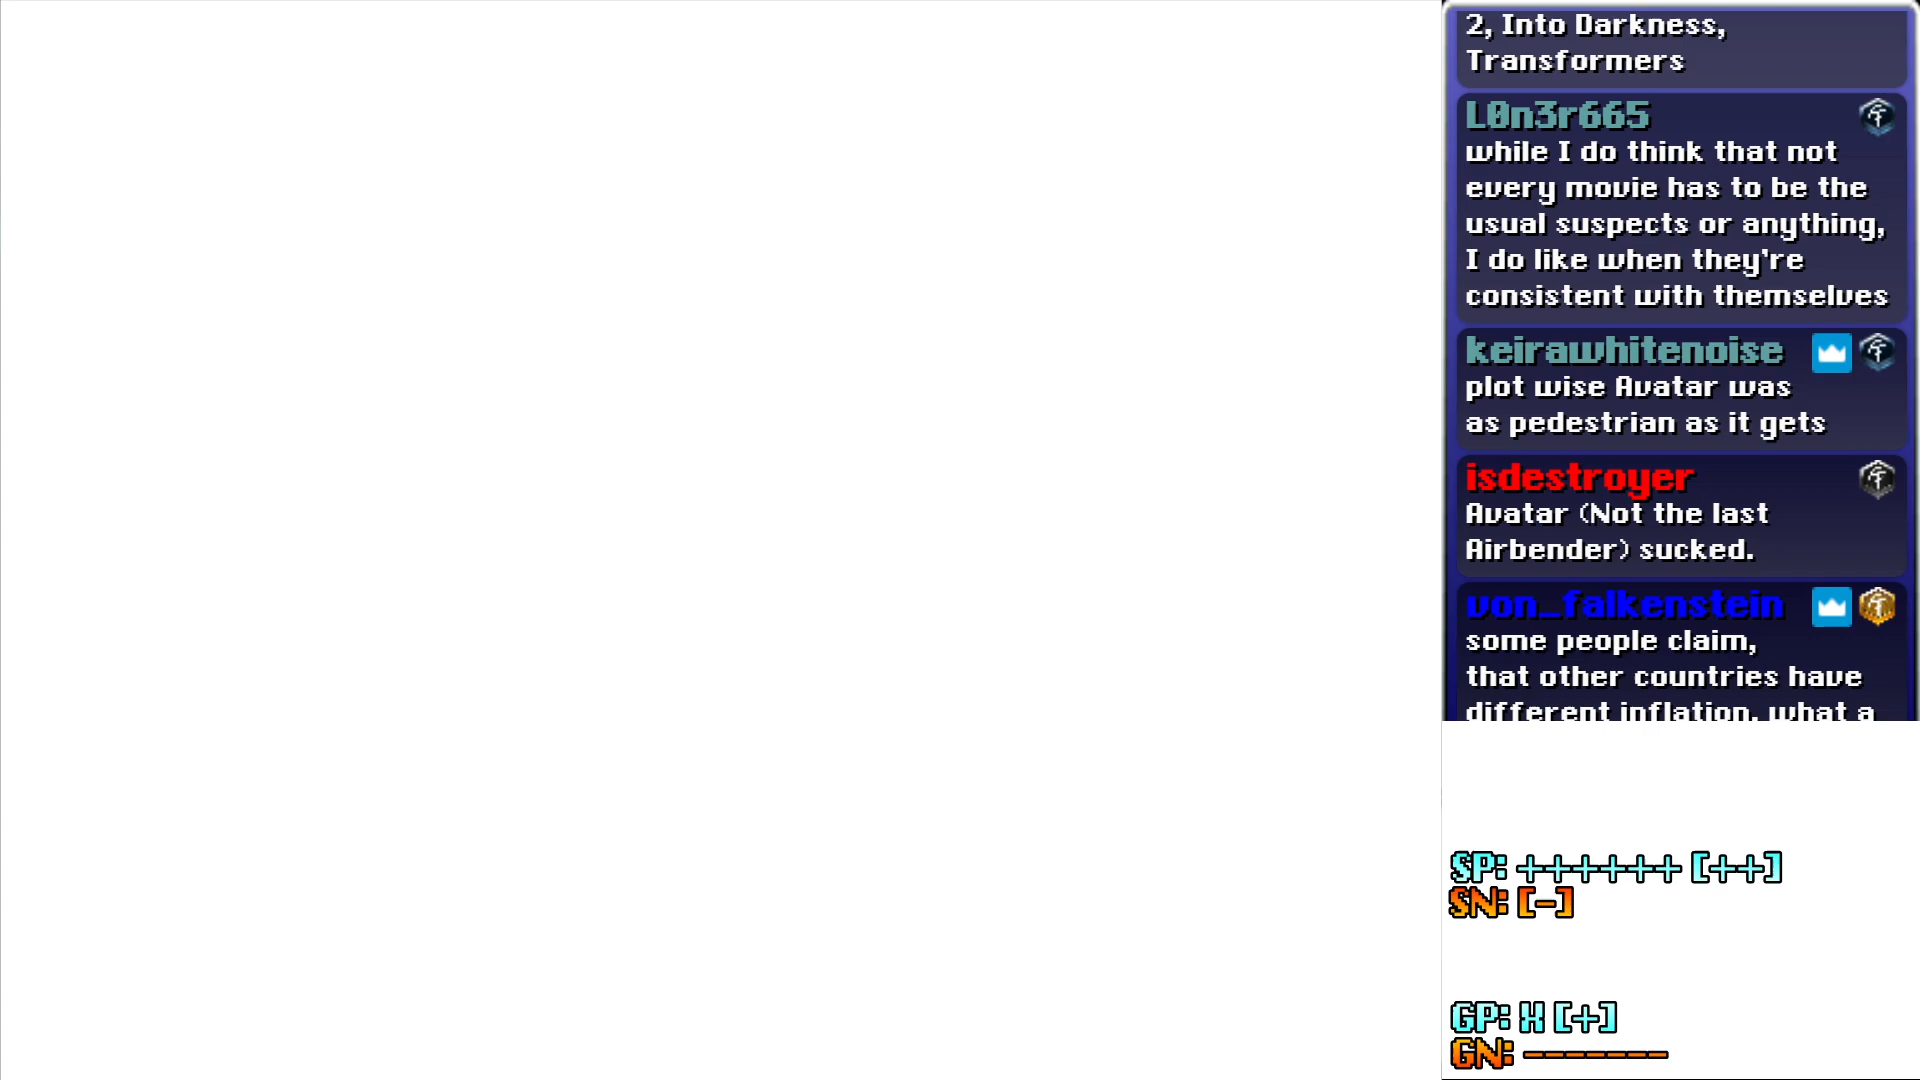 2, Into Darkness,
Transformers
L0n3r665
while I do think that not
every movie has to be the
usual suspects or anything,
I do like when they're
consistent with themselves
keirawhitenoise
plot wise Avatar was
as pedestrian as it gets
isdestroyer
Avatar (Not the last
Airbender) sucked.
von_falkenstein
some people claim,
that other countries have
different inflation, what a
SP: ++++++ [++]
SN: [-]
GP: X [+]
GN: -------